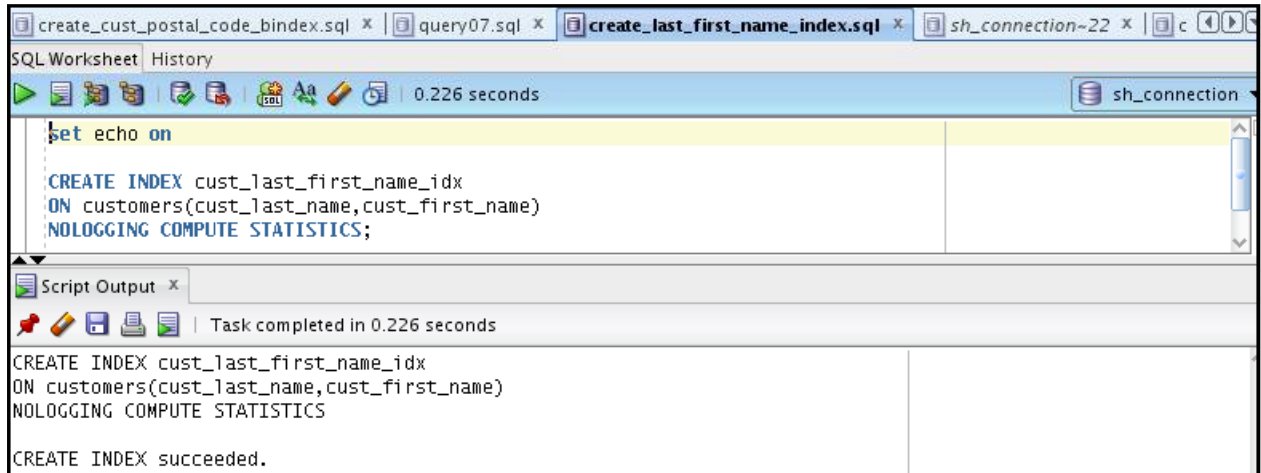 create_cust_postal_code_bindex.sql x query07.sql x create_last_first_name_index.sql x sh_connection~22 x c
SQL Worksheet History
SQL Aa 0.226 seconds sh_connection
set echo on
CREATE INDEX cust_last_first_name_idx
ON customers(cust_last_name,cust_first_name)
NOLOGGING COMPUTE STATISTICS;
Script Output x
Task completed in 0.226 seconds
CREATE INDEX cust_last_first_name_idx
ON customers(cust_last_name,cust_first_name)
NOLOGGING COMPUTE STATISTICS
CREATE INDEX succeeded.